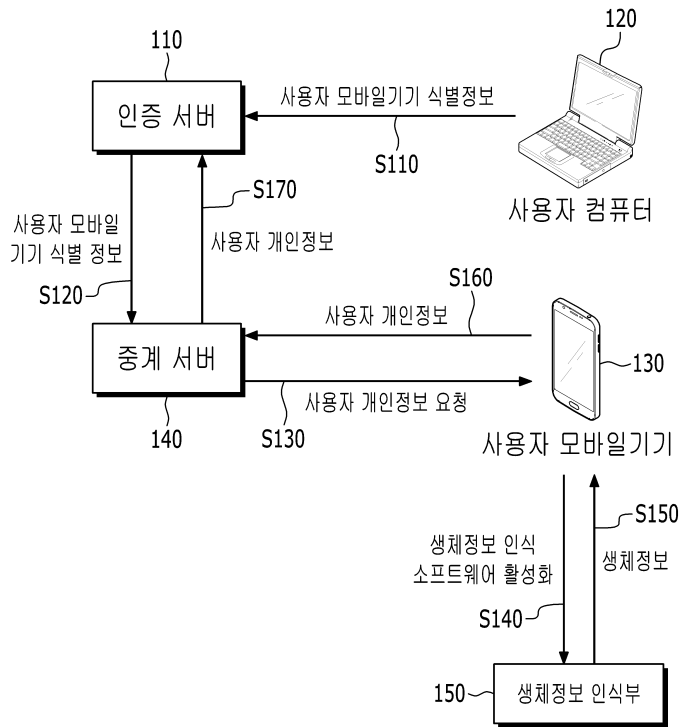 110
120
인증 서버
사용자 모바일기기 식별정보
S110
사용자 컴퓨터
S170
사용자 모바일
기기 식별 정보
사용자 개인정보
S120
S160
사용자 개인정보
중계 서버
130
140
S130
사용자 개인정보 요청
사용자 모바일기기
S150
생체정보 인식
소프트웨어 활성화
생체정보
S140
150
생체정보 인식부